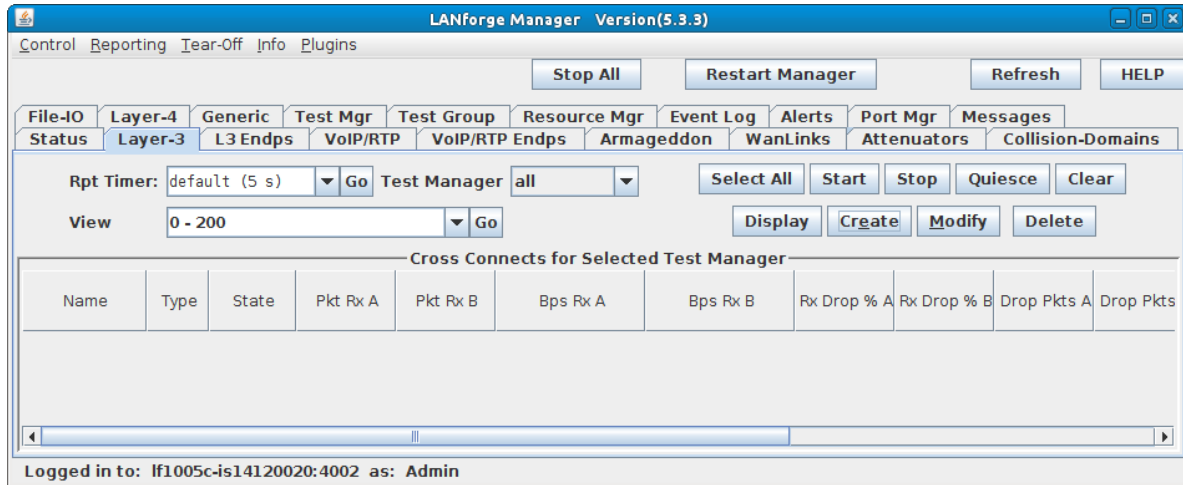 LANforge Manager Version(5.3.3)
Control Reporting Tear-Off Info Plugins
Stop All Restart Manager Refresh HELP
File-IO Layer-4 Generic Test Mgr Test Group Resource Mgr Event Log Alerts Port Mgr Messages
Status Layer-3 L3 Endps VoIP/RTP VoIP/RTP Endps Armageddon WanLinks Attenuators Collision-Domains
Rpt Timer: default (5 s) Go Test Manager all Select All Start Stop Quiesce Clear
View 0 - 200 Go Display Create Modify Delete
Cross Connects for Selected Test Manager
Name Type State Pkt Rx A Pkt Rx B Bps Rx A Bps Rx B Rx Drop % A Rx Drop % B Drop Pkts A Drop Pkts
Logged in to: lf1005c-is14120020:4002 as: Admin